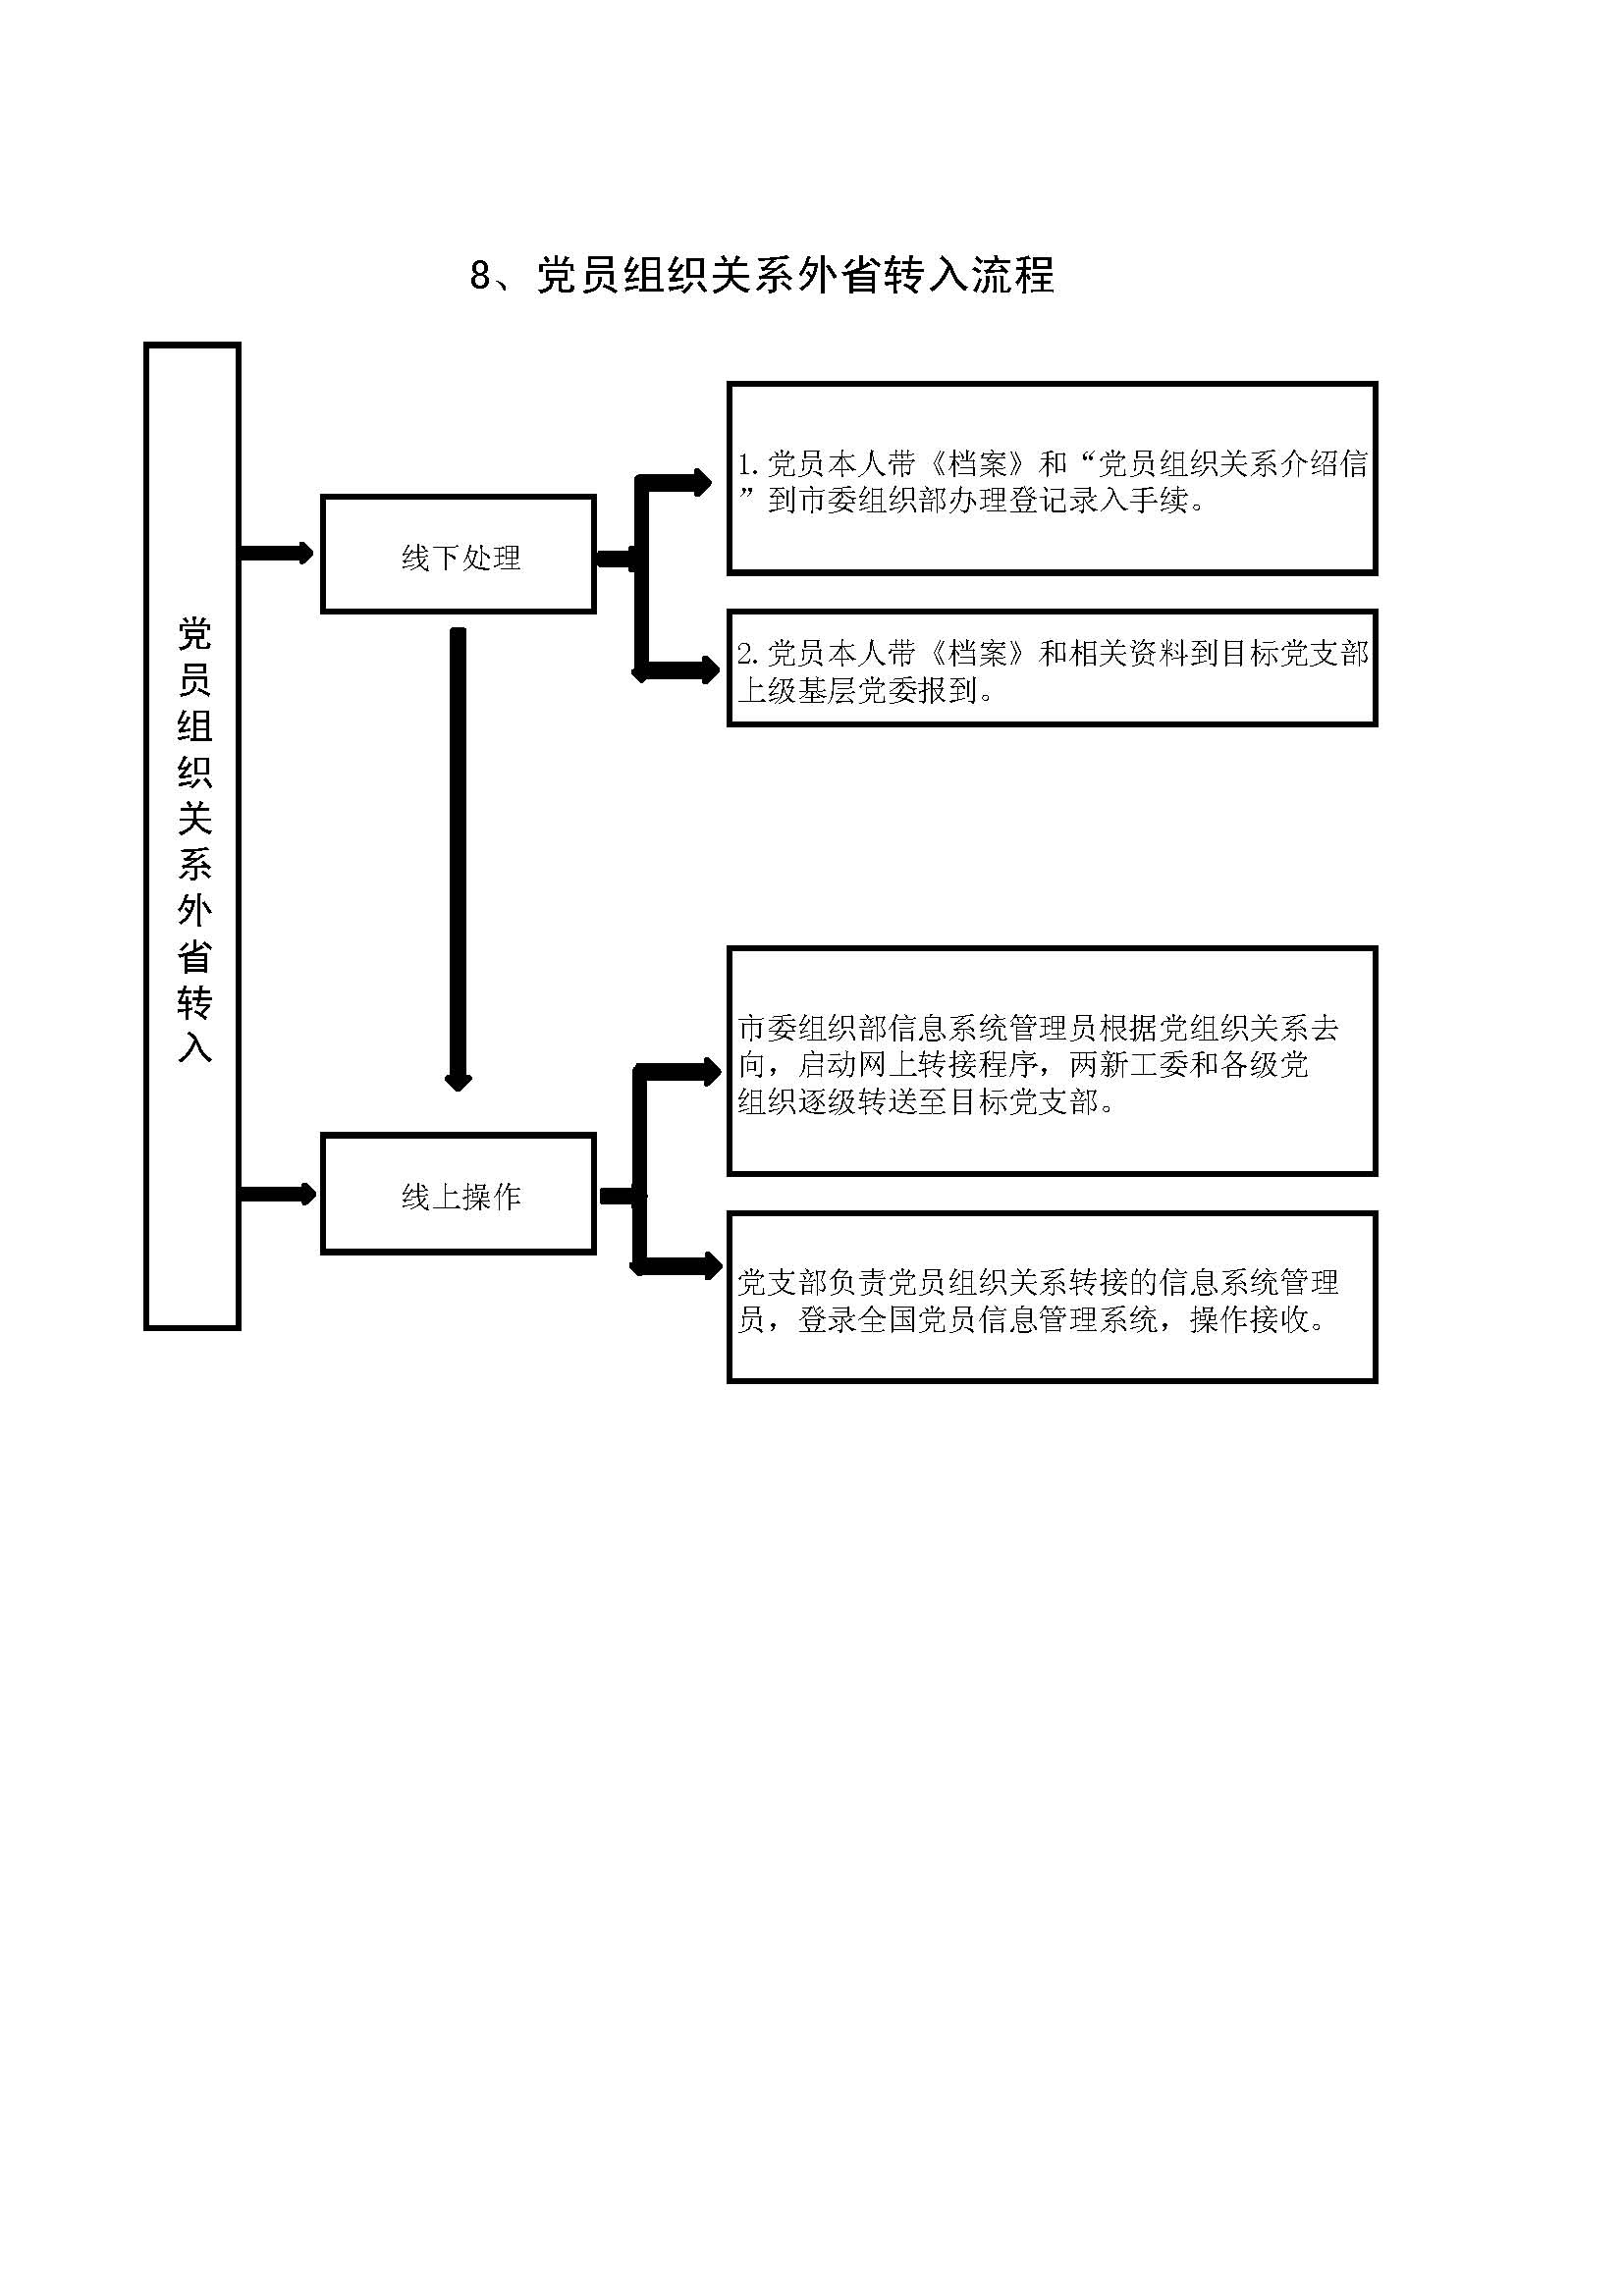 8、党员组织关系外省转入流程
党员组织关系外省转入
线下处理
1.党员本人带《档案》和“党员组织关系介绍信
”到市委组织部办理登记录入手续。
2.党员本人带《档案》和相关资料到目标党支部
上级基层党委报到。
线上操作
市委组织部信息系统管理员根据党组织关系去
向，启动网上转接程序，两新工委和各级党
组织逐级转送至目标党支部。
党支部负责党员组织关系转接的信息系统管理
员，登录全国党员信息管理系统，操作接收。